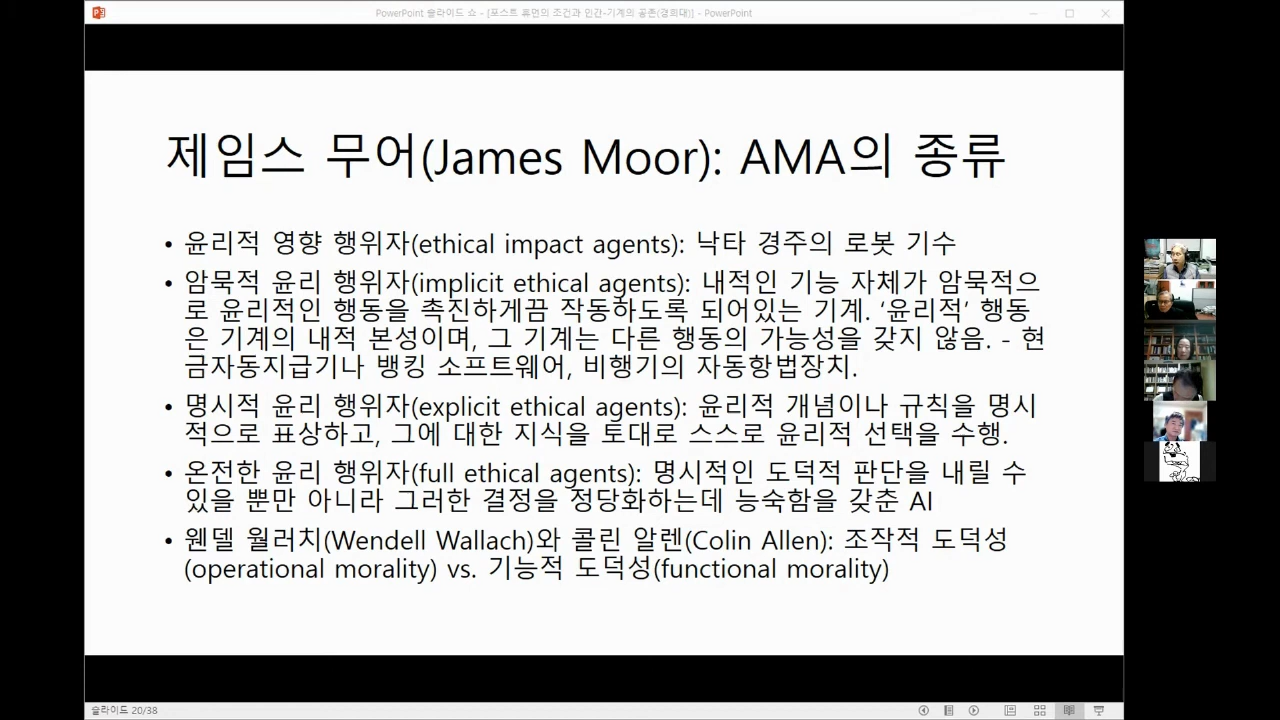 PowerPoint 슬라이드 쇼 - [포스트 휴먼의 조건과 인간-기계의 공존(경희대)] - PowerPoint
제임스 무어(James Moor): AMA의 종류
• 윤리적 영향 행위자(ethical impact agents): 낙타 경주의 로봇 기수
• 암묵적 윤리 행위자(implicit ethical agents): 내적인 기능 자체가 암묵적으
로 윤리적인 행동을 촉진하게끔 작동하도록 되어있는 기계. ‘윤리적’ 행동
은 기계의 내적 본성이며, 그 기계는 다른 행동의 가능성을 갖지 않음. - 현
금자동지급기나 뱅킹 소프트웨어, 비행기의 자동항법장치.
• 명시적 윤리 행위자(explicit ethical agents): 윤리적 개념이나 규칙을 명시
적으로 표상하고, 그에 대한 지식을 토대로 스스로 윤리적 선택을 수행.
• 온전한 윤리 행위자(full ethical agents): 명시적인 도덕적 판단을 내릴 수
있을 뿐만 아니라 그러한 결정을 정당화하는데 능숙함을 갖춘 AI
• 웬델 월러치(Wendell Wallach)와 콜린 알렌(Colin Allen): 조작적 도덕성
(operational morality) vs. 기능적 도덕성(functional morality)
슬라이드 20/38